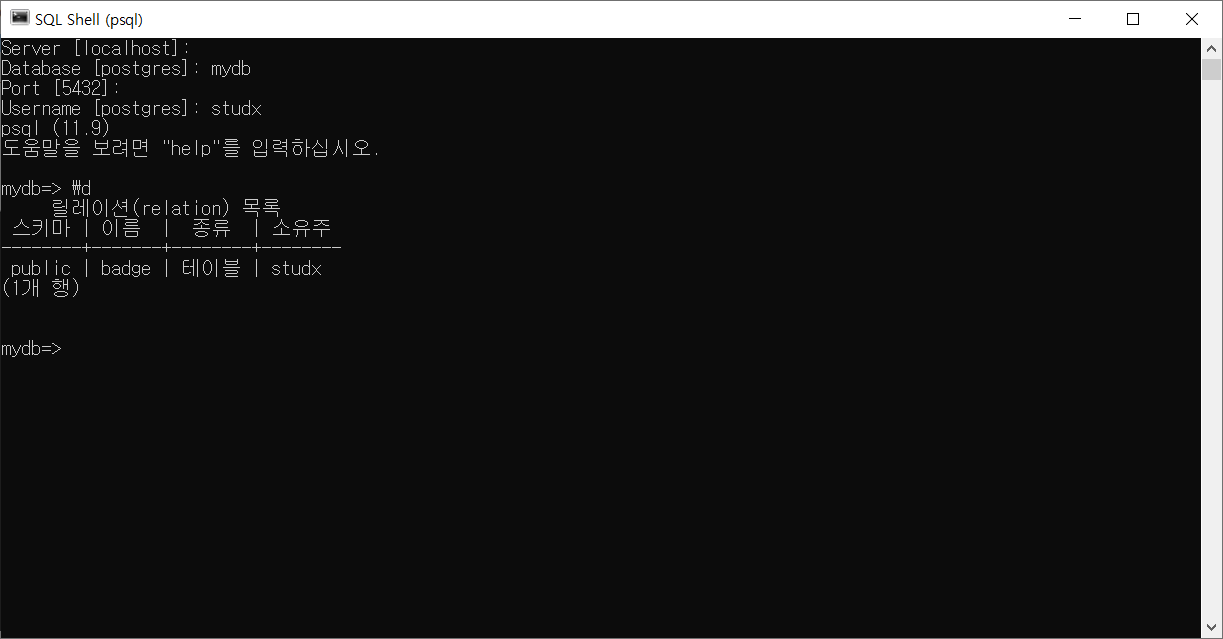 SQL Shell (psql)
Server [localhost]:
Database [postgres]: mydb
Port [5432]:
Username [postgres]: studx
psql (11.9)
도움말을 보려면 "help"를 입력하십시오.
mydb=> ₩d
릴레이션(relation) 목록
스키마 | 이름 | 종류 | 소유주
--------+-------+--------+--------
public | badge | 테이블 | studx
(1개 행)
mydb=>